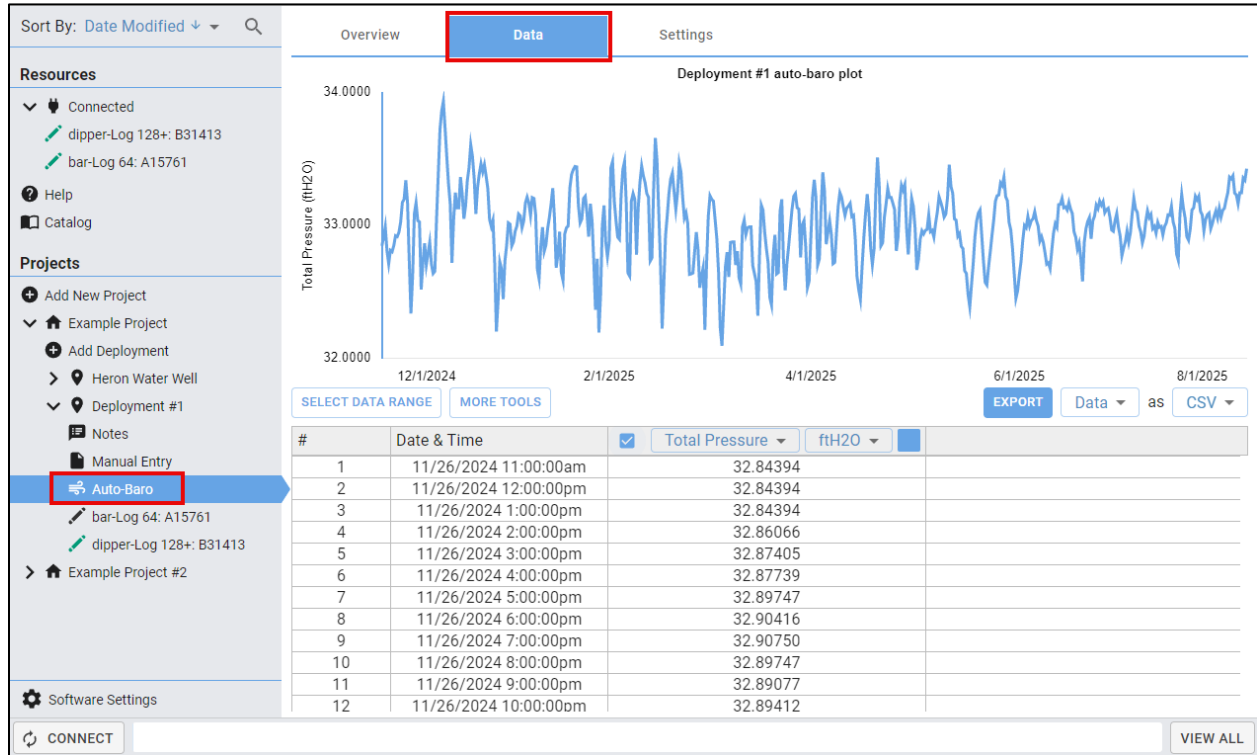 Sort By: Date Modified
Resources
Connected
dipper-Log 128+: B31413
bar-Log 64: A15761
Help
Catalog
Projects
Add New Project
Example Project
Add Deployment
Heron Water Well
Deployment #1
Notes
Manual Entry
Auto-Baro
bar-Log 64: A15761
dipper-Log 128+: B31413
Example Project #2
Software Settings
CONNECT
Overview Data Settings
Deployment #1 auto-baro plot
Total Pressure (ftH2O)
34.0000
33.0000
32.0000
12/1/2024 2/1/2025 4/1/2025 6/1/2025 8/1/2025
SELECT DATA RANGE MORE TOOLS EXPORT Data as CSV
# Date & Time Total Pressure ftH2O
1 11/26/2024 11:00:00am 32.84394
2 11/26/2024 12:00:00pm 32.84394
3 11/26/2024 1:00:00pm 32.84394
4 11/26/2024 2:00:00pm 32.86066
5 11/26/2024 3:00:00pm 32.87405
6 11/26/2024 4:00:00pm 32.87739
7 11/26/2024 5:00:00pm 32.89747
8 11/26/2024 6:00:00pm 32.90416
9 11/26/2024 7:00:00pm 32.90750
10 11/26/2024 8:00:00pm 32.89747
11 11/26/2024 9:00:00pm 32.89077
12 11/26/2024 10:00:00pm 32.89412
VIEW ALL